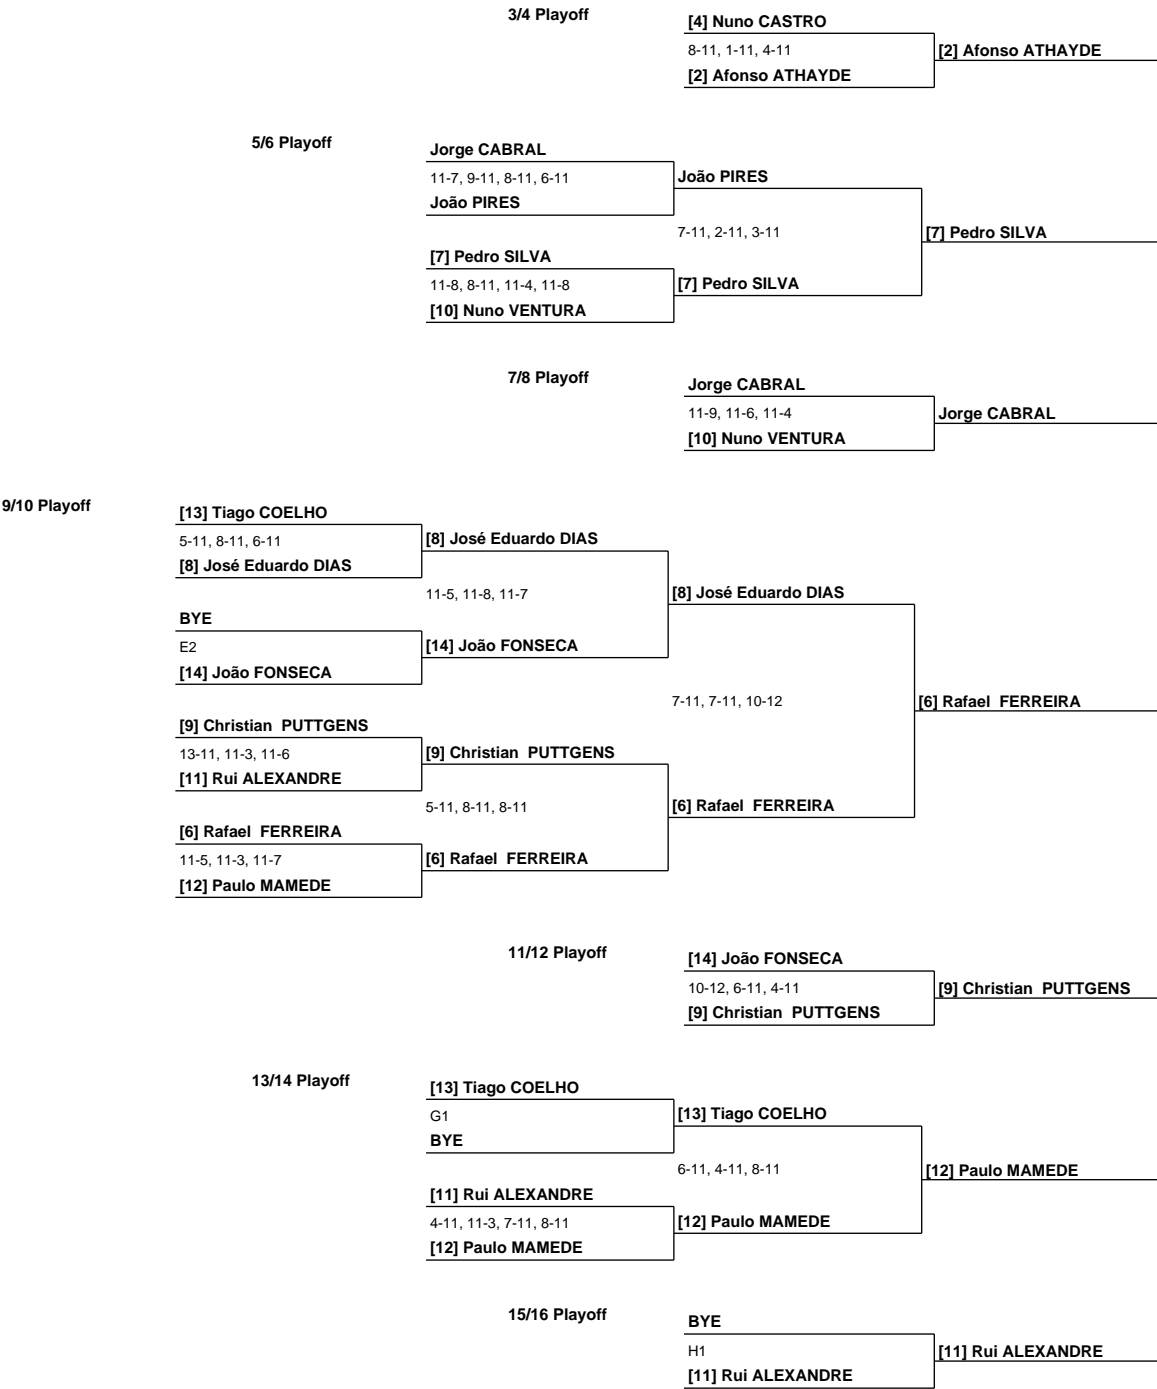 3/4 Playoff
[4] Nuno CASTRO
8-11, 1-11, 4-11
[2] Afonso ATHAYDE
[2] Afonso ATHAYDE
5/6 Playoff
Jorge CABRAL
11-7, 9-11, 8-11, 6-11
João PIRES
João PIRES
7-11, 2-11, 3-11
[7] Pedro SILVA
[7] Pedro SILVA
11-8, 8-11, 11-4, 11-8
[7] Pedro SILVA
[10] Nuno VENTURA
7/8 Playoff
Jorge CABRAL
11-9, 11-6, 11-4
Jorge CABRAL
[10] Nuno VENTURA
9/10 Playoff
[13] Tiago COELHO
5-11, 8-11, 6-11
[8] José Eduardo DIAS
[8] José Eduardo DIAS
11-5, 11-8, 11-7
[8] José Eduardo DIAS
BYE
E2
[14] João FONSECA
[14] João FONSECA
7-11, 7-11, 10-12
[6] Rafael FERREIRA
[9] Christian PUTTGENS
13-11, 11-3, 11-6
[9] Christian PUTTGENS
[11] Rui ALEXANDRE
5-11, 8-11, 8-11
[6] Rafael FERREIRA
[6] Rafael FERREIRA
11-5, 11-3, 11-7
[6] Rafael FERREIRA
[12] Paulo MAMEDE
11/12 Playoff
[14] João FONSECA
10-12, 6-11, 4-11
[9] Christian PUTTGENS
[9] Christian PUTTGENS
13/14 Playoff
[13] Tiago COELHO
G1
[13] Tiago COELHO
BYE
6-11, 4-11, 8-11
[12] Paulo MAMEDE
[11] Rui ALEXANDRE
4-11, 11-3, 7-11, 8-11
[12] Paulo MAMEDE
[12] Paulo MAMEDE
15/16 Playoff
BYE
H1
[11] Rui ALEXANDRE
[11] Rui ALEXANDRE